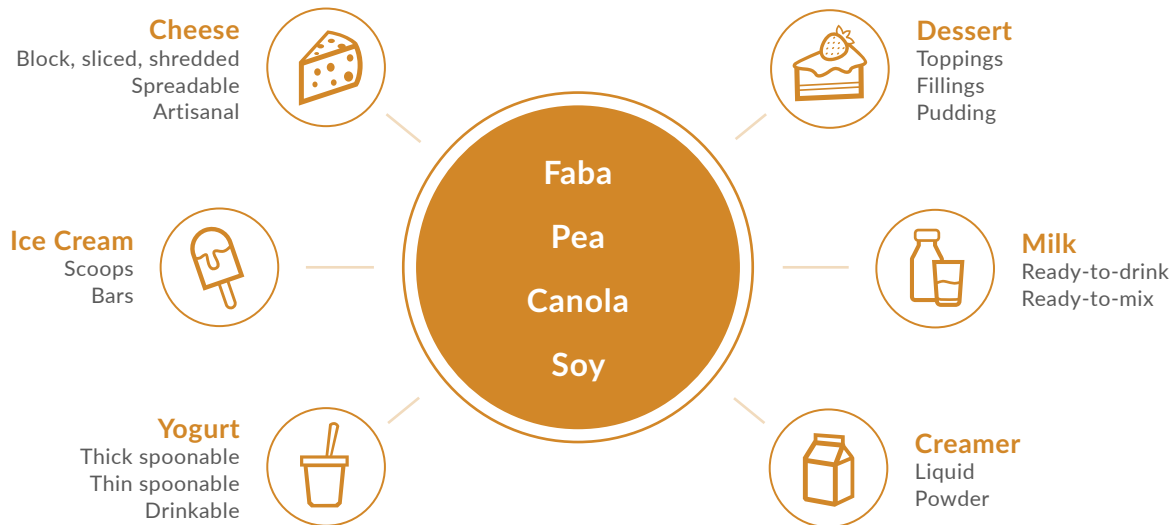 Cheese
Block, sliced, shredded
Spreadable
Artisanal
Dessert
Toppings
Fillings
Pudding
Ice Cream
Scoops
Bars
Faba
Pea
Canola
Soy
Milk
Ready-to-drink
Ready-to-mix
Yogurt
Thick spoonable
Thin spoonable
Drinkable
Creamer
Liquid
Powder